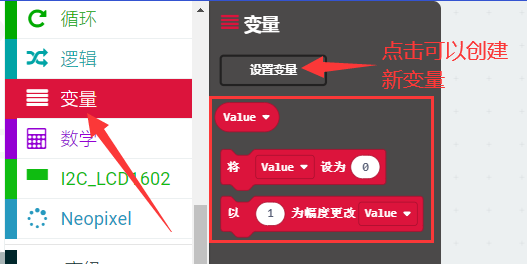 循环
逻辑
变量
数学
I2C_LCD1602
Neopixel
变量
设置变量
点击可以创建
新变量
Value
将 Value 设为 0
以 1 为幅度更改 Value